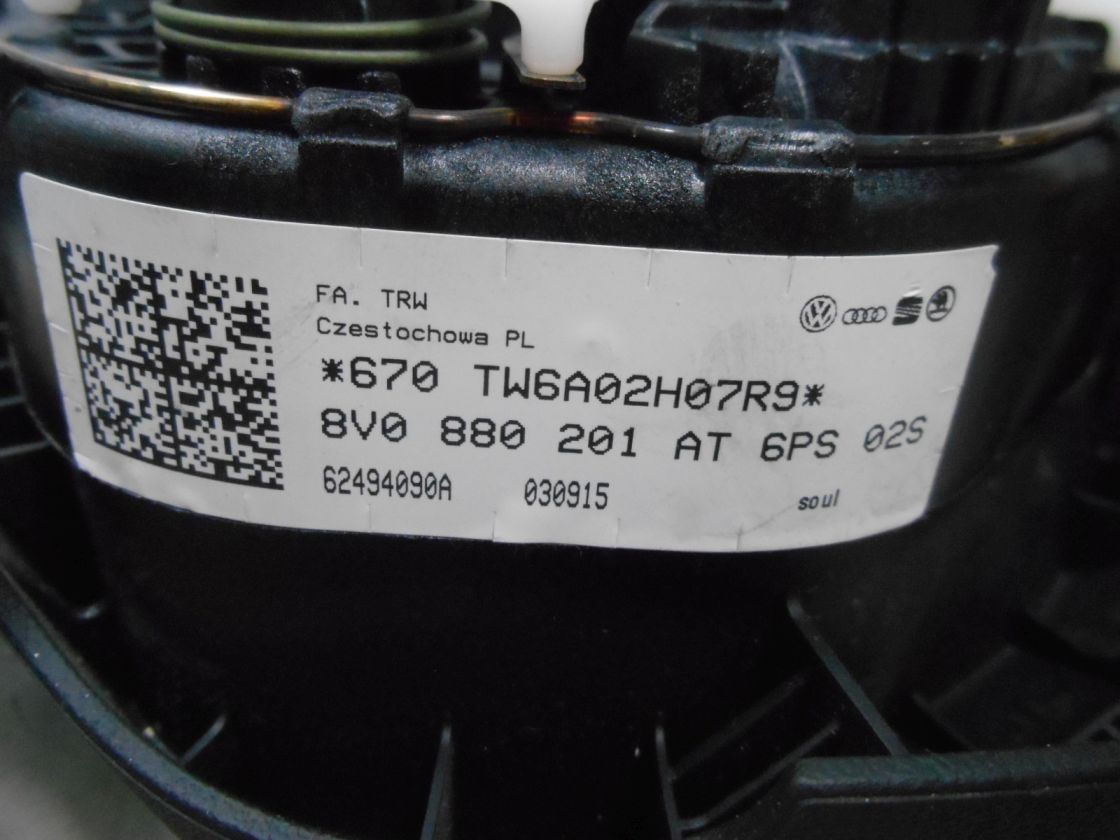 FA. TRW
Czestochowa PL
*670 TW6A02H07R9*
8V0 880 201 AT 6PS 02S
62494090A 030915 soul